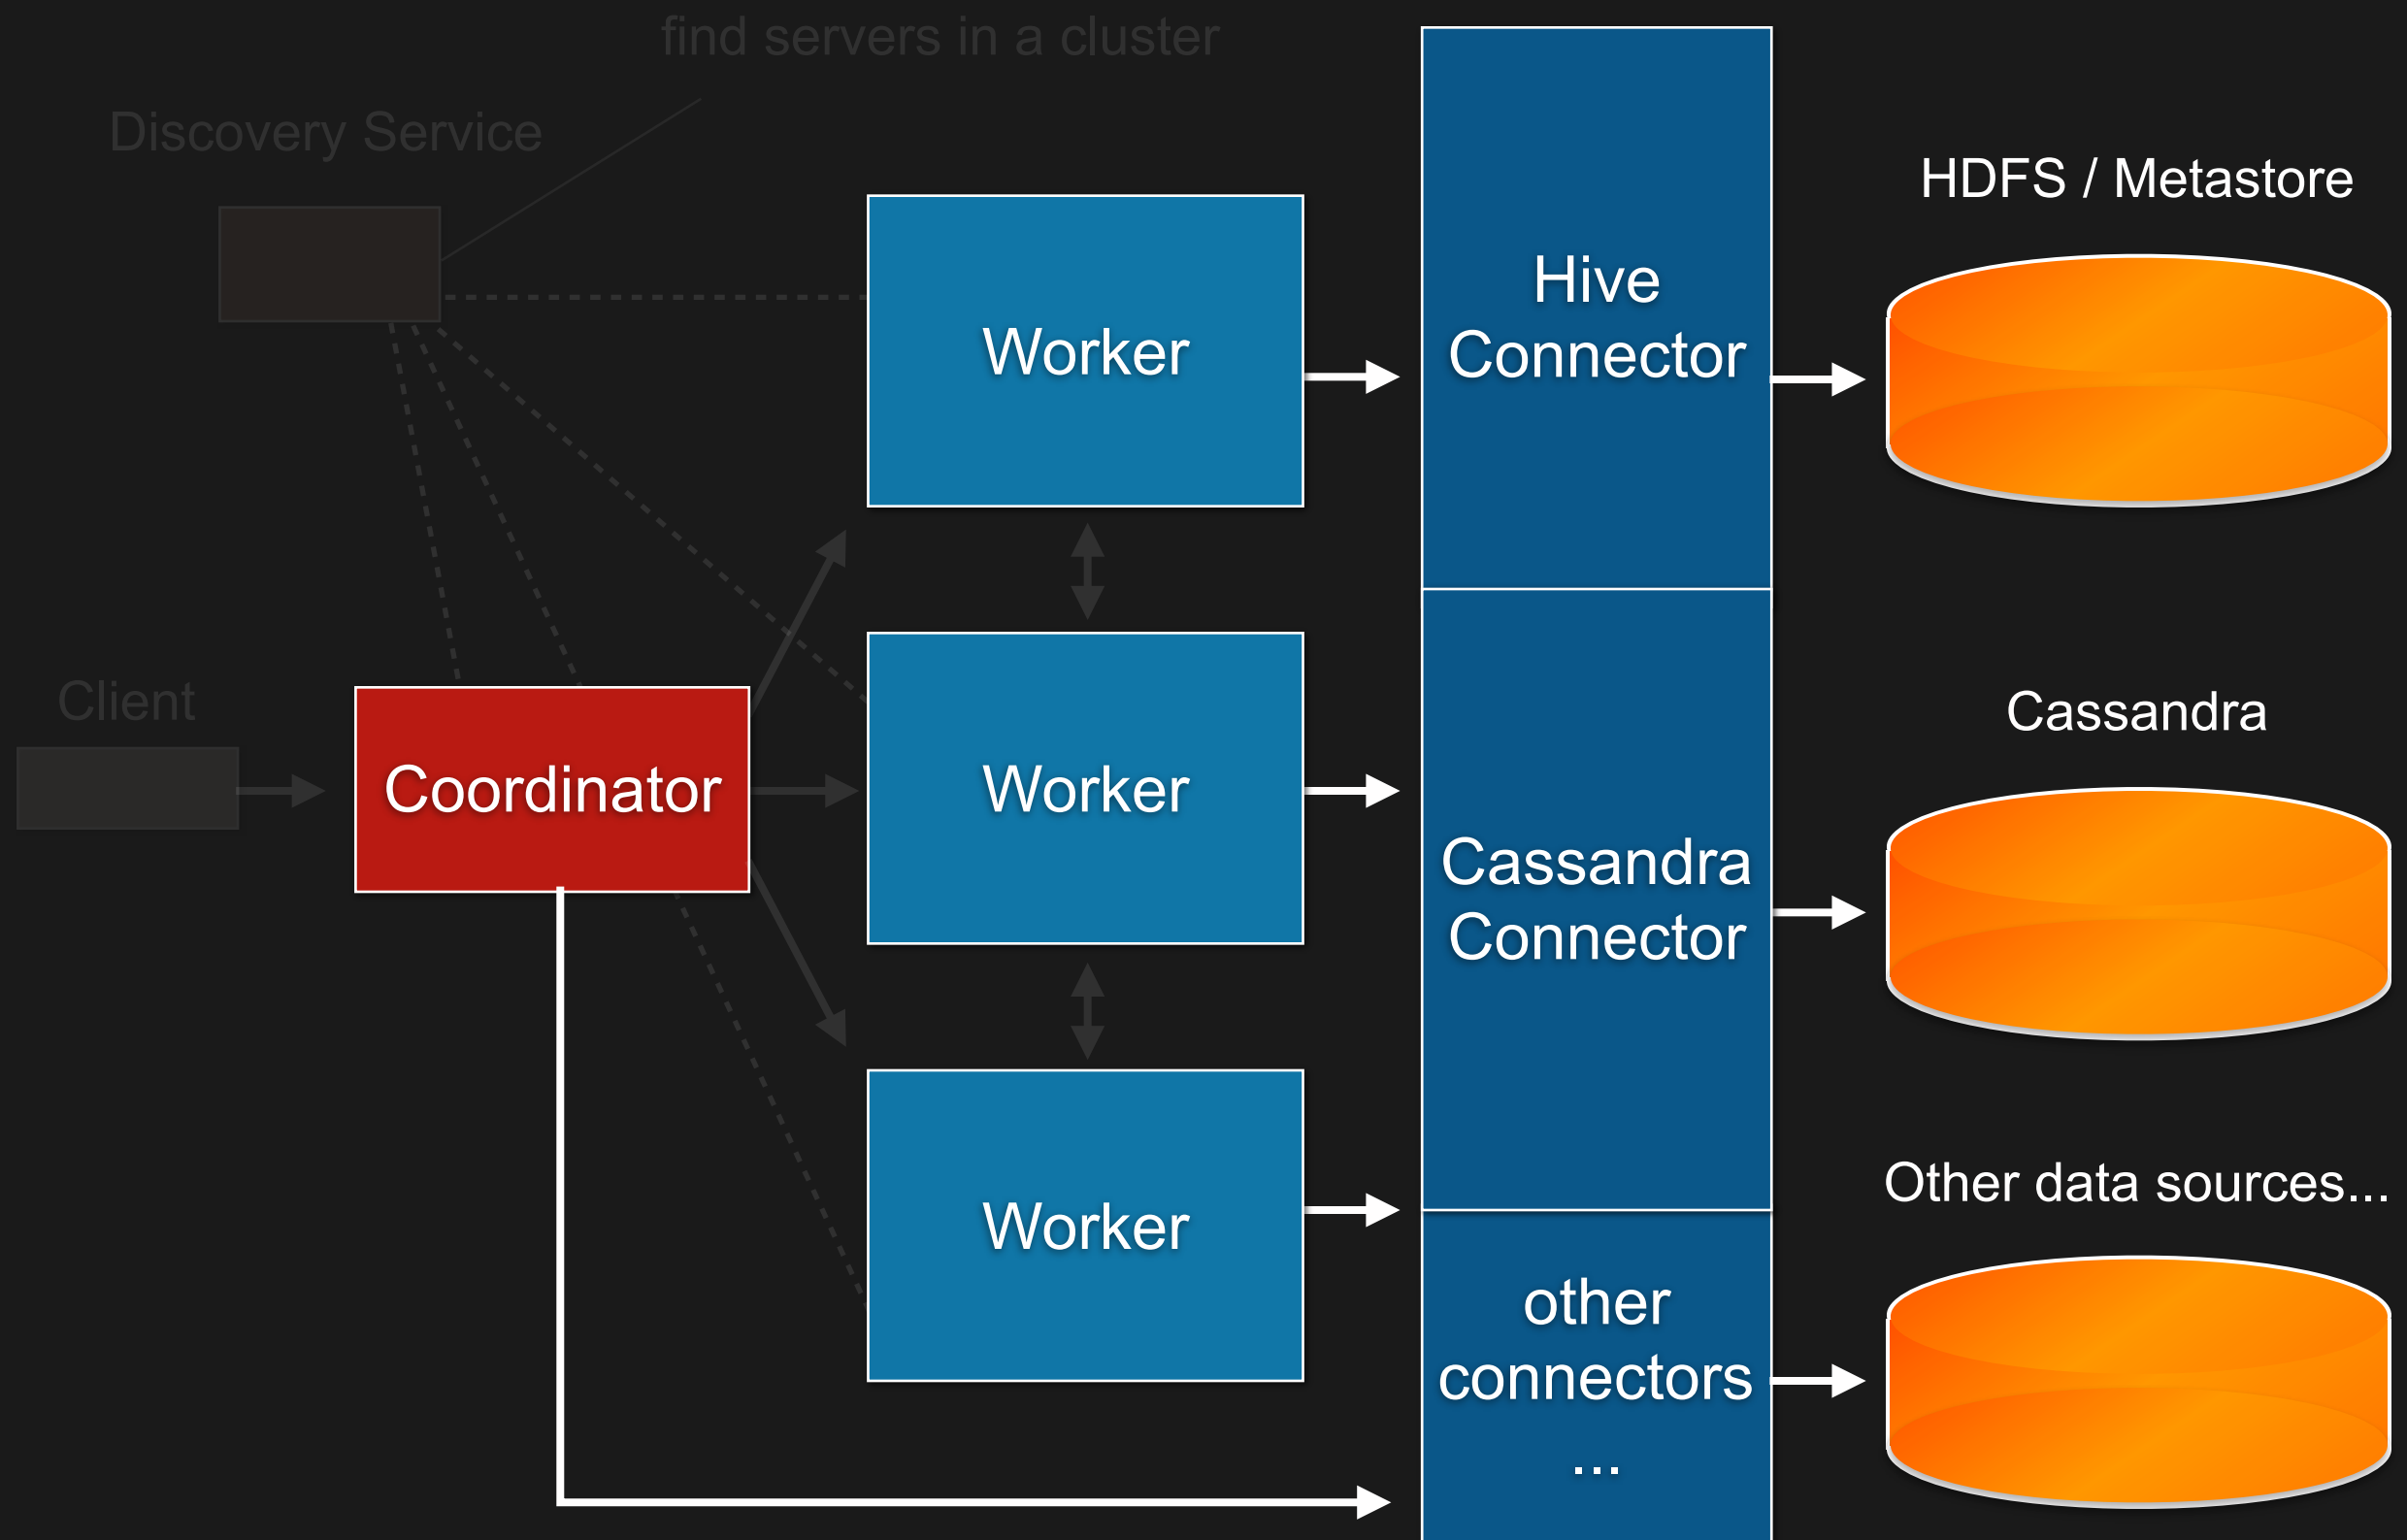 find servers in a cluster
Discovery Service
HDFS / Metastore
Hive
Connector
Worker
Client
Cassandra
Coordinator
Worker
Cassandra
Connector
Other data sources...
Worker
other
connectors
...